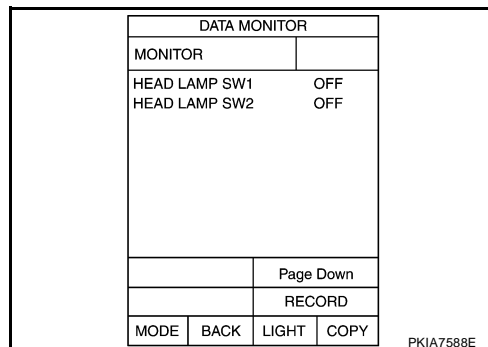 DATA MONITOR
MONITOR
HEAD LAMP SW1 OFF
HEAD LAMP SW2 OFF
Page Down
RECORD
MODE BACK LIGHT COPY
PKIA7588E